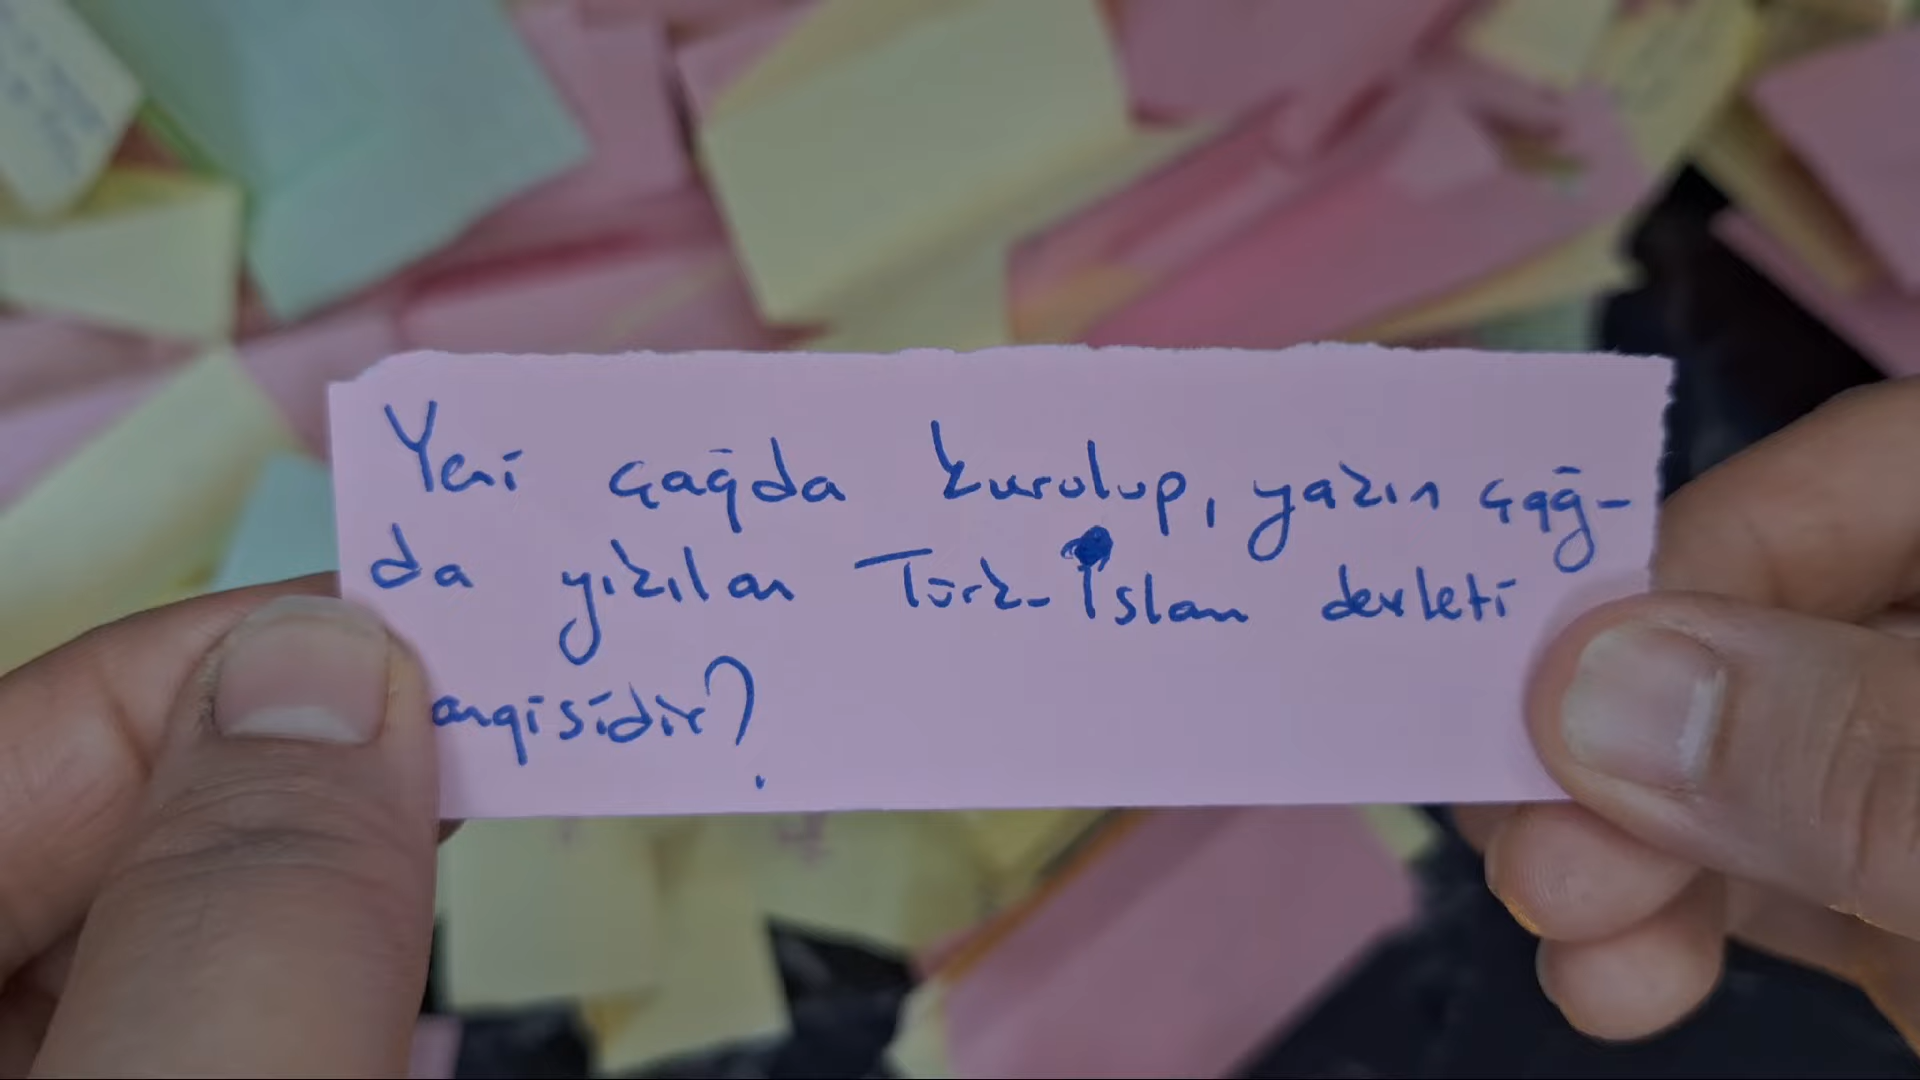 Yeni çağda kurulup, yakın çağ-
da yıkılan Türk-İslam devleti
angisidir?